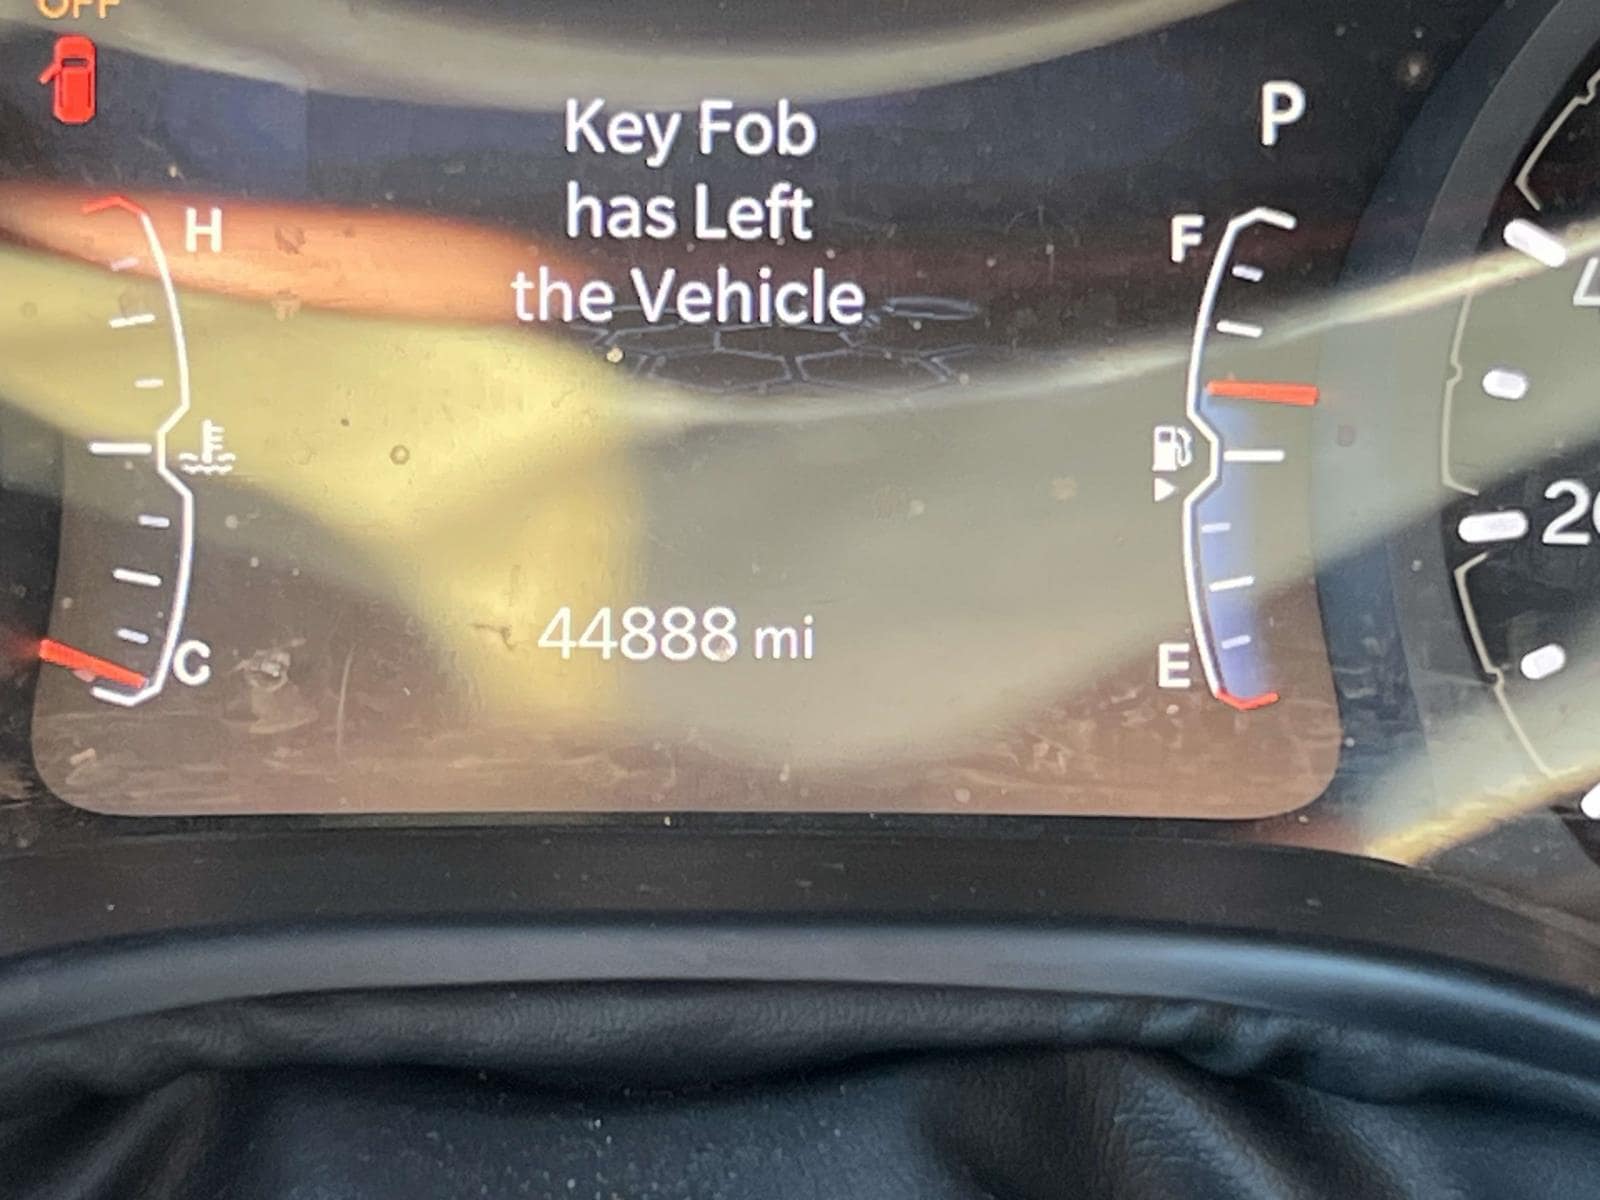 OFF
Key Fob
P
has Left
H
F
the Vehicle
44888 mi
C
E